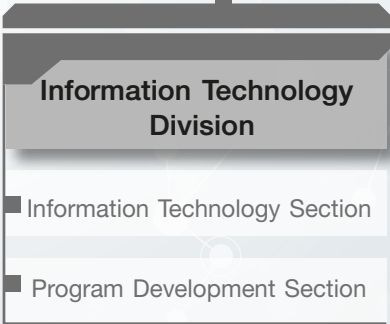 Information Technology
Division
Information Technology Section
Program Development Section